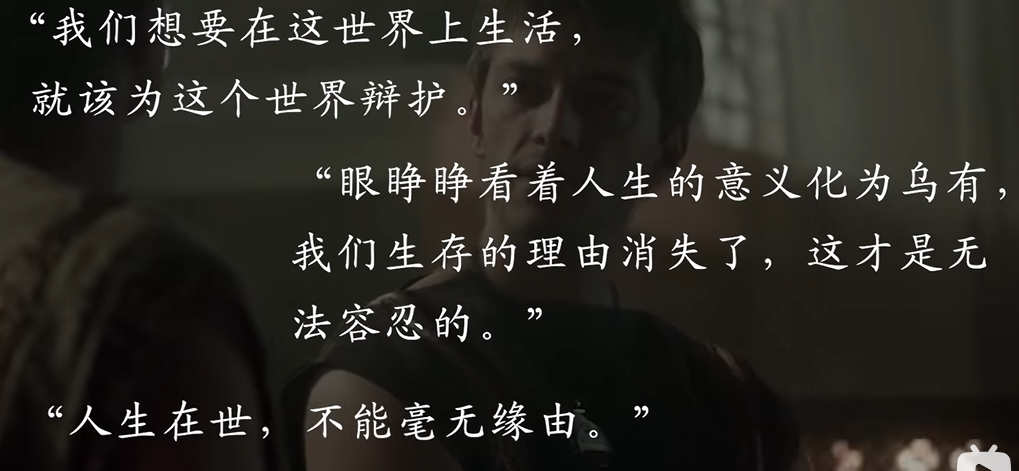 “我们想要在这世界上生活，
就该为这个世界辩护。”
“眼睁睁看着人生的意义化为乌有，
我们生存的理由消失了，这才是无
法容忍的。”
“人生在世，不能毫无缘由。”